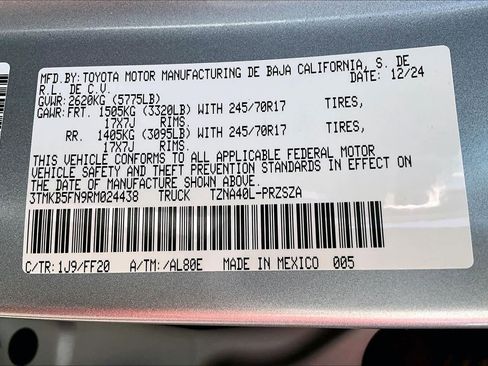 MFD.BY:TOYOTA MOTOR MANUFACTURING DE BAJA CALIFORNIA, S. DE
R.L. DE C.V. DATE: 12/24
GVWR:2620KG (5775LB)
GAWR:FRT. 1505KG (3320LB) WITH 245/70R17 TIRES,
17X7J RIMS.
RR. 1405KG (3095LB) WITH 245/70R17 TIRES,
17X7J RIMS.
THIS VEHICLE CONFORMS TO ALL APPLICABLE FEDERAL MOTOR
VEHICLE SAFETY AND THEFT PREVENTION STANDARDS IN EFFECT ON
THE DATE OF MANUFACTURE SHOWN ABOVE.
3TMKB5FN9RM024438 TRUCK TZNA40L-PRZSZA
C/TR: 1J9/FF20 A/TM: /AL80E MADE IN MEXICO 005